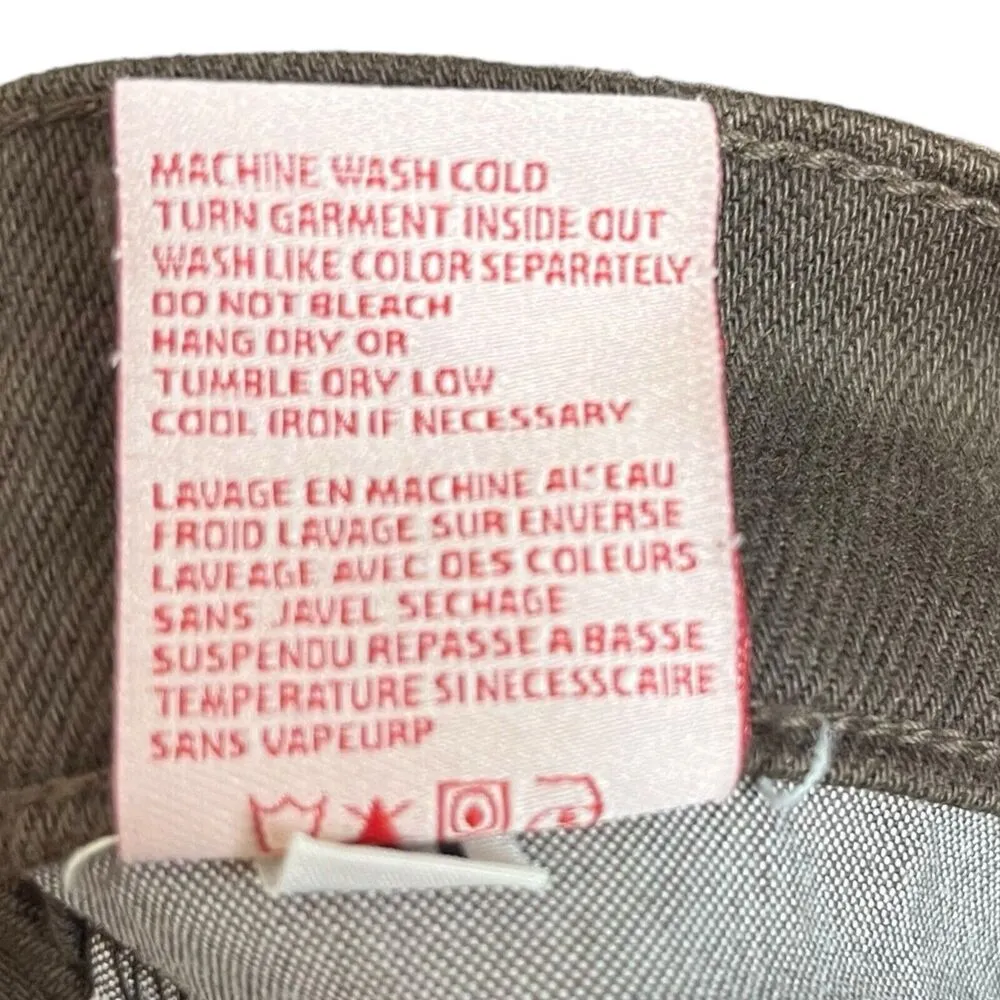 MACHINE WASH COLD
TURN GARMENT INSIDE OUT
WASH LIKE COLOR SEPARATELY
DO NOT BLEACH
HANG DRY OR
TUMBLE DRY LOW
COOL IRON IF NECESSARY
LAVAGE EN MACHINE AL'EAU
FROID LAVAGE SUR ENVERSE
LAVEAGE AVEC DES COLEURS
SANS JAVEL SECHAGE
SUSPENDU REPASSE A BASSE
TEMPERATURE SI NECESSCAIRE
SANS VAPEURP